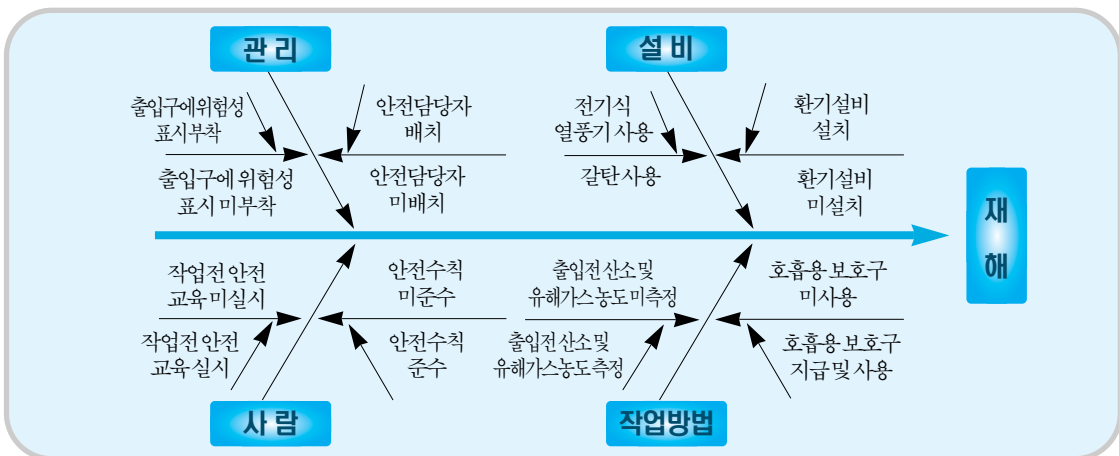 관 리
설 비
출입구에 위험성
표시 부착
안전담당자
배치
전기식
열풍기 사용
환기설비
설치
출입구에 위험성
표시 미부착
안전담당자
미배치
갈탄 사용
환기설비
미설치
재
해
작업전 안전
교육 미실시
안전수칙
미준수
출입전 산소 및
유해가스 농도 미측정
호흡용 보호구
미사용
작업전 안전
교육 실시
안전수칙
준수
출입전 산소 및
유해가스농도 측정
호흡용 보호구
지급 및 사용
사 람
작업방법